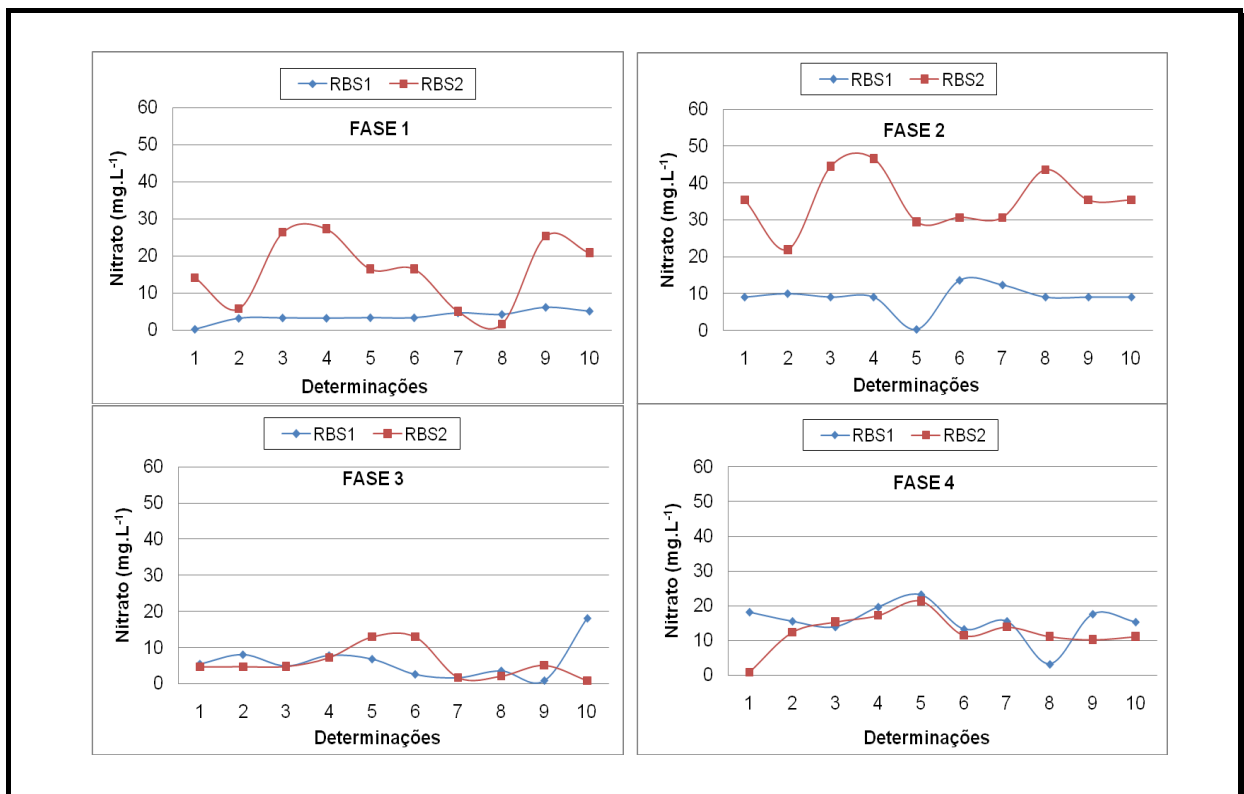 RBS1 RBS2
FASE 1
Nitrato (mg.L⁻¹)
60
50
40
30
20
10
0
1 2 3 4 5 6 7 8 9 10
Determinações
RBS1 RBS2
FASE 2
Nitrato (mg.L⁻¹)
60
50
40
30
20
10
0
1 2 3 4 5 6 7 8 9 10
Determinações
RBS1 RBS2
FASE 3
Nitrato (mg.L⁻¹)
60
50
40
30
20
10
0
1 2 3 4 5 6 7 8 9 10
Determinações
RBS1 RBS2
FASE 4
Nitrato (mg.L⁻¹)
60
50
40
30
20
10
0
1 2 3 4 5 6 7 8 9 10
Determinações